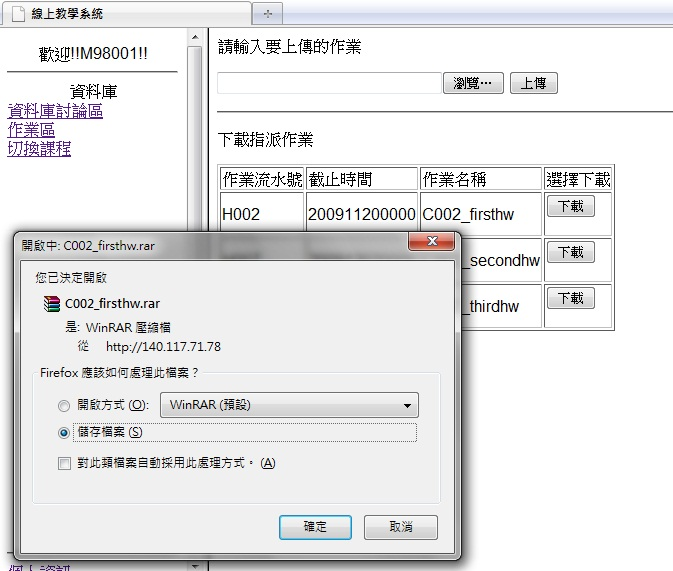 線上教學系統
歡迎!!M98001!!
資料庫
資料庫討論區
作業區
切換課程
請輸入要上傳的作業
瀏覽… 上傳
下載指派作業
作業流水號 截止時間 作業名稱 選擇下載
H002 200911200000 C002_firsthw 下載
_secondhw 下載
_thirdhw 下載
開啟中: C002_firsthw.rar
您已決定開啟
C002_firsthw.rar
是: WinRAR 壓縮檔
從 http://140.117.71.78
Firefox 應該如何處理此檔案？
開啟方式 (O): WinRAR (預設)
儲存檔案 (S)
對此類檔案自動採用此處理方式。(A)
確定 取消